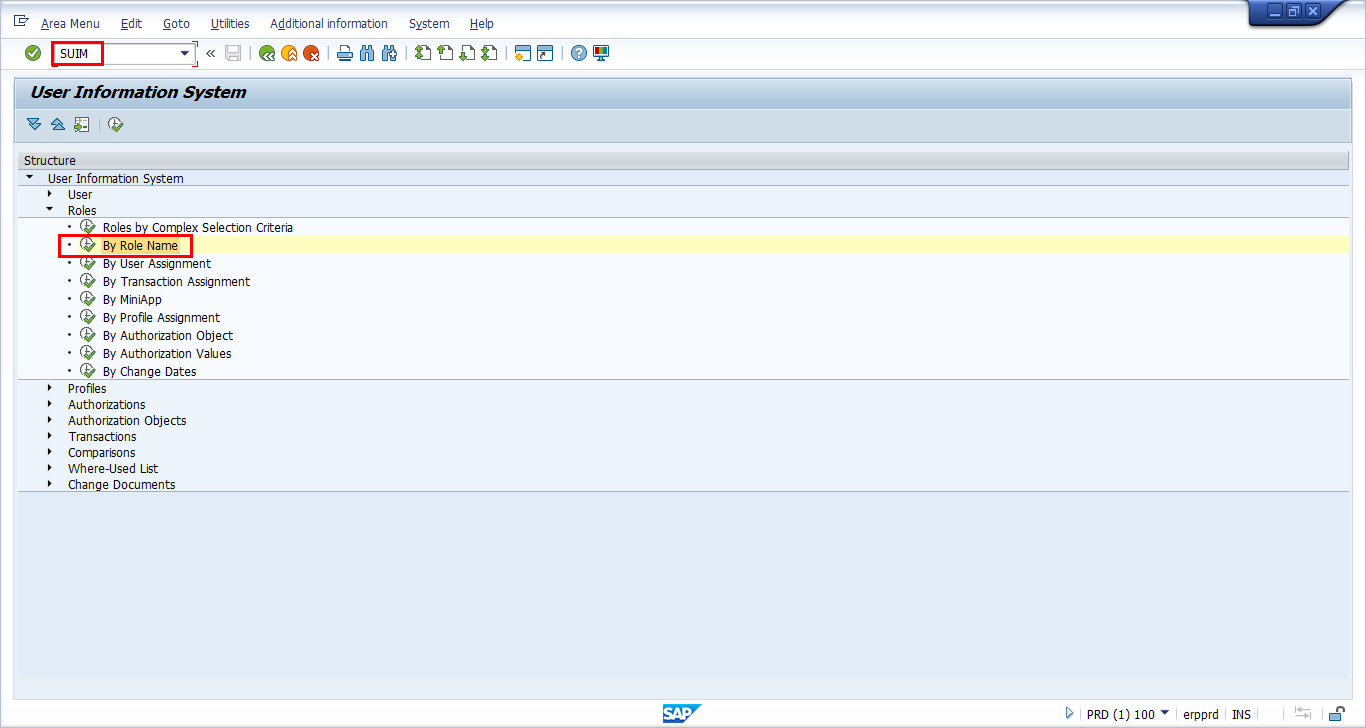 Area Menu Edit Goto Utilities Additional information System Help
SUIM
User Information System
Structure
User Information System
User
Roles
Roles by Complex Selection Criteria
By Role Name
By User Assignment
By Transaction Assignment
By MiniApp
By Profile Assignment
By Authorization Object
By Authorization Values
By Change Dates
Profiles
Authorizations
Authorization Objects
Transactions
Comparisons
Where-Used List
Change Documents
SAP PRD (1) 100 erpprd INS